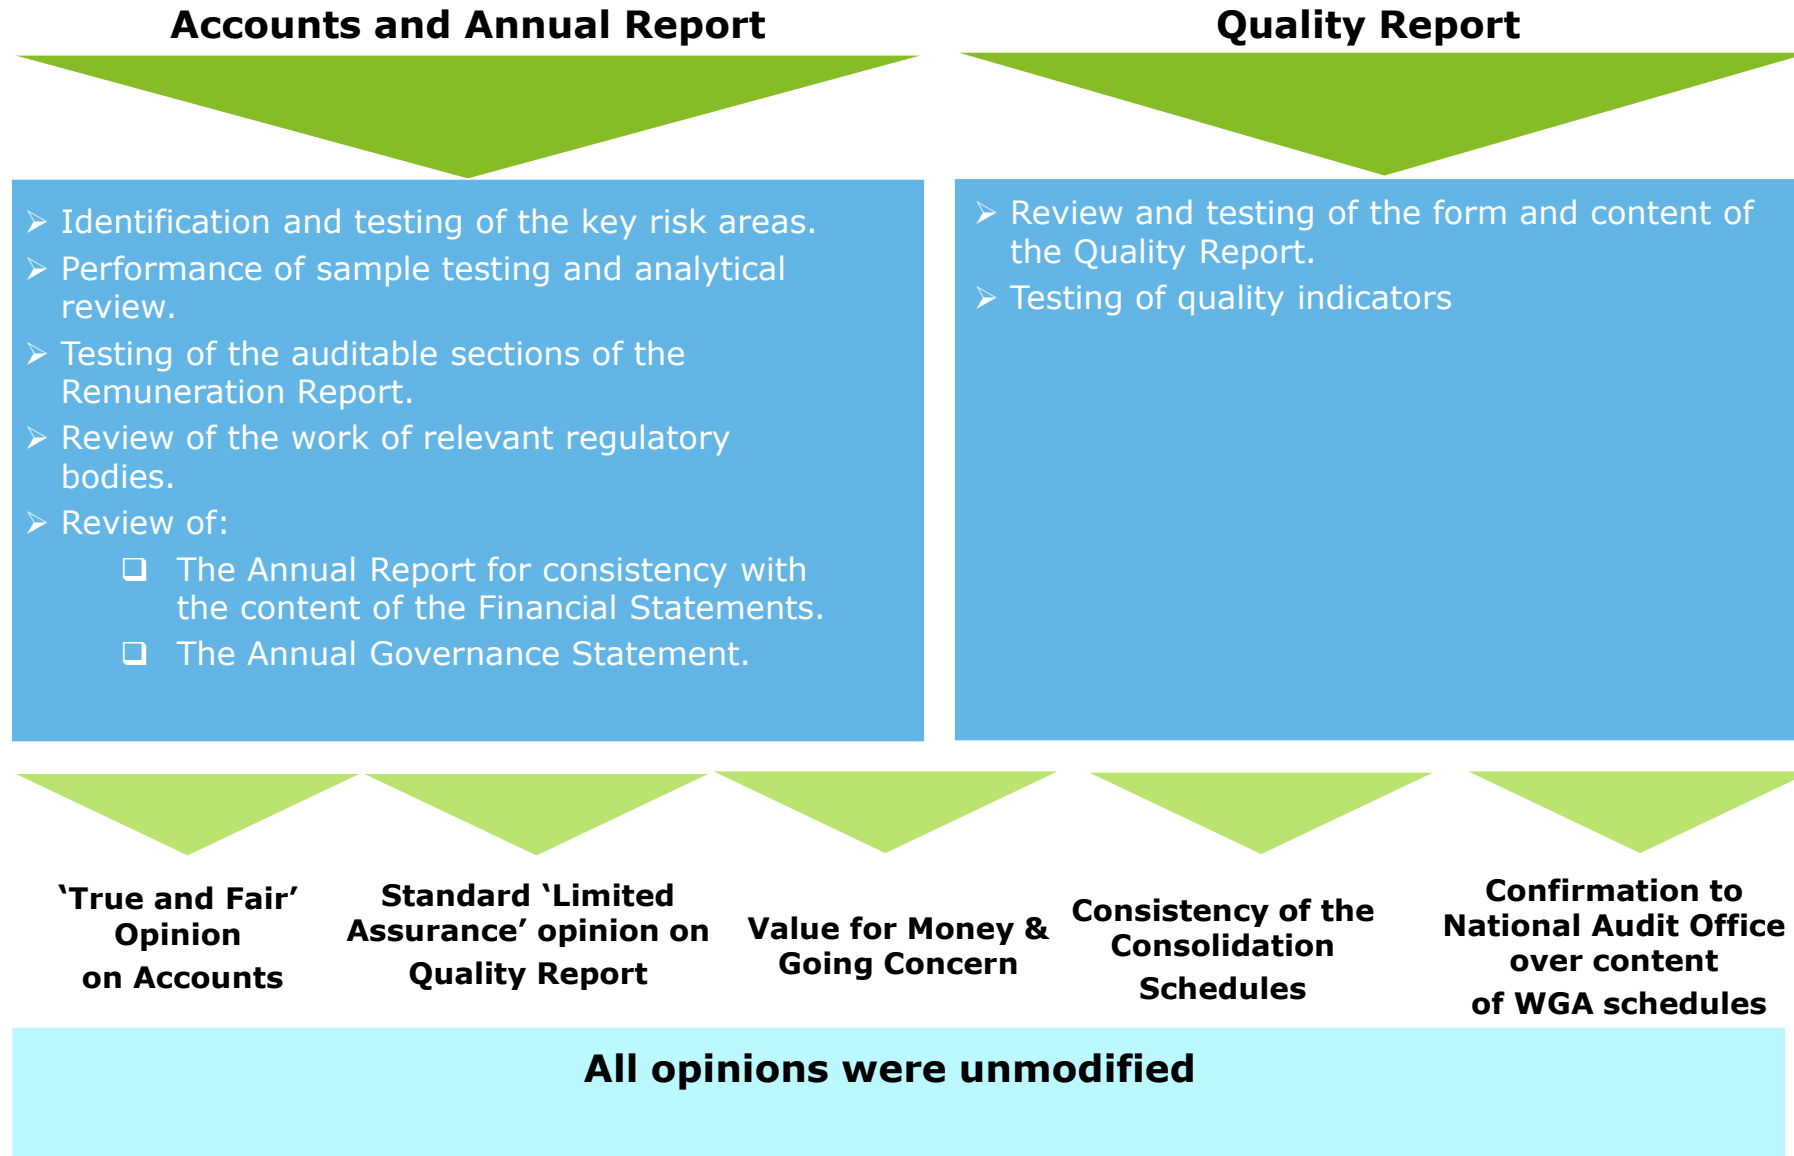 Accounts and Annual Report
Identification and testing of the key risk areas.
Performance of sample testing and analytical
review.
Testing of the auditable sections of the
Remuneration Report.
Review of the work of relevant regulatory
bodies.
Review of:
The Annual Report for consistency with
the content of the Financial Statements.
The Annual Governance Statement.
Quality Report
Review and testing of the form and content of
the Quality Report.
Testing of quality indicators
‘True and Fair’
Opinion
on Accounts
Standard ‘Limited
Assurance’ opinion on
Quality Report
Value for Money &
Going Concern
Consistency of the
Consolidation
Schedules
Confirmation to
National Audit Office
over content
of WGA schedules
All opinions were unmodified